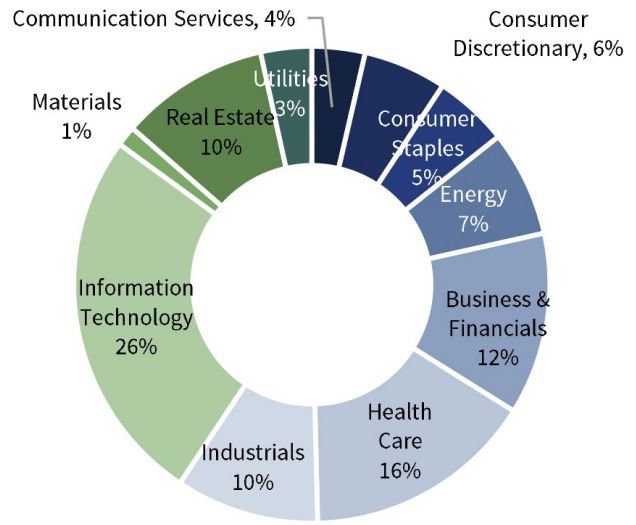 Communication Services, 4%
Consumer
Discretionary, 6%
Consumer
Staples
5%
Energy
7%
Business &
Financials
12%
Health
Care
16%
Industrials
10%
Information
Technology
26%
Materials
1%
Real Estate
10%
Utilities
3%